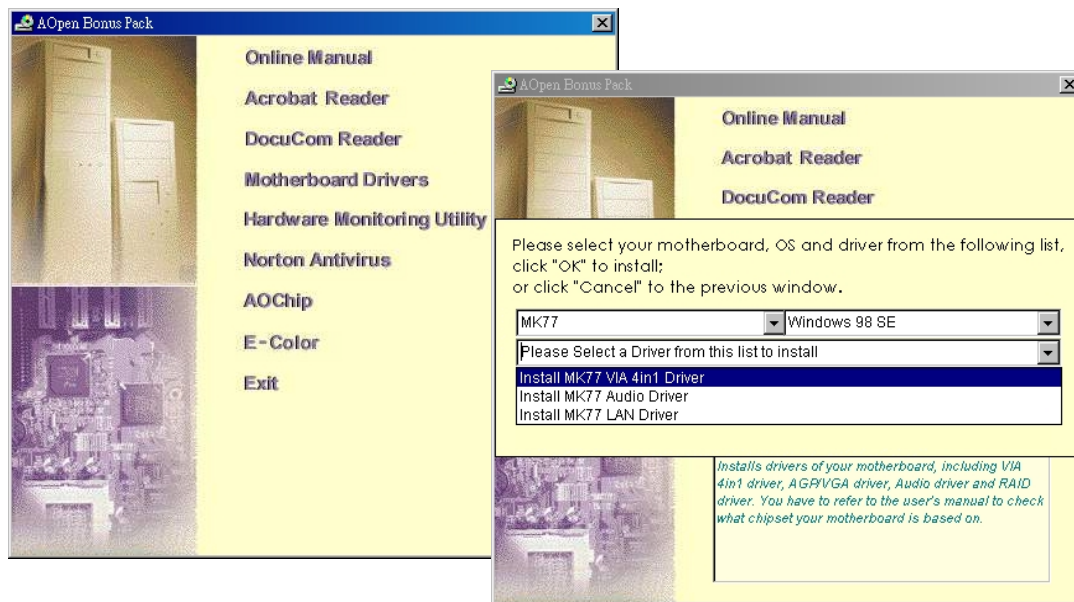 AOpen Bonus Pack
Online Manual
Acrobat Reader
DocuCom Reader
Motherboard Drivers
Hardware Monitoring Utility
Norton Antivirus
AOChip
E-Color
Exit
AOpen Bonus Pack
Online Manual
Acrobat Reader
DocuCom Reader
Please select your motherboard, OS and driver from the following list,
click "OK" to install;
or click "Cancel" to the previous window.
MK77 Windows 98 SE
Please Select a Driver from this list to install
Install MK77 VIA 4in1 Driver
Install MK77 Audio Driver
Install MK77 LAN Driver
Installs drivers of your motherboard, including VIA
4in1 driver, AGP/VGA driver, Audio driver and RAID
driver. You have to refer to the user's manual to check
what chipset your motherboard is based on.